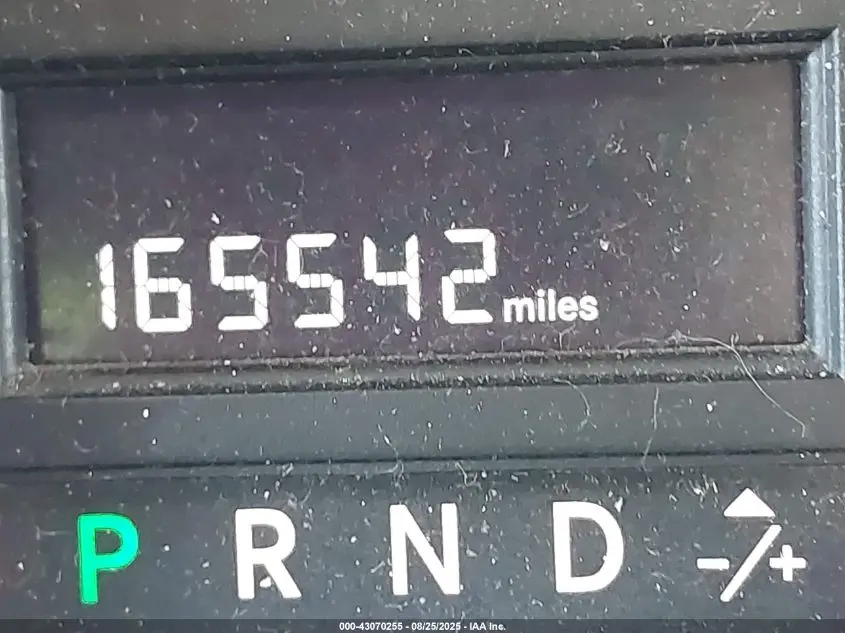 165542 miles
P R N D -/+
000-43070255 - 08/25/2025 - IAA Inc.